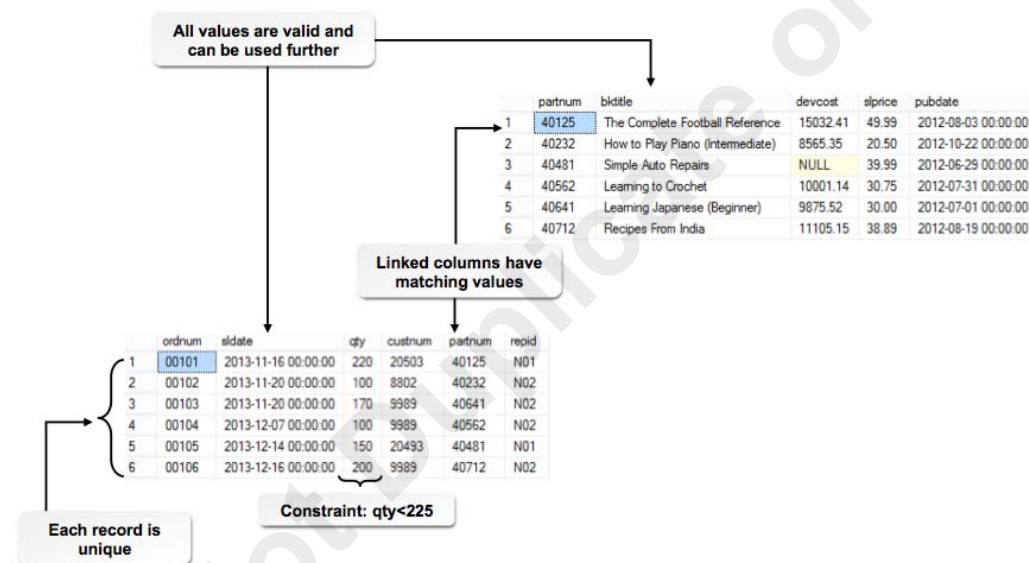 All values are valid and
can be used further
partnum bktitle devcost slprice pubdate
1 40125 The Complete Football Reference 15032.41 49.99 2012-08-03 00:00:00
2 40232 How to Play Piano (Intermediate) 8565.35 20.50 2012-10-22 00:00:00
3 40481 Simple Auto Repairs NULL 39.99 2012-06-29 00:00:00
4 40562 Learning to Crochet 10001.14 30.75 2012-07-31 00:00:00
5 40641 Learning Japanese (Beginner) 9875.52 30.00 2012-07-01 00:00:00
6 40712 Recipes From India 11105.15 38.89 2012-08-19 00:00:00
Linked columns have
matching values
ordnum sldate qty custnum partnum repid
1 00101 2013-11-16 00:00:00 220 20503 40125 N01
2 00102 2013-11-20 00:00:00 100 8802 40232 N02
3 00103 2013-11-20 00:00:00 170 9989 40641 N02
4 00104 2013-12-07 00:00:00 100 9989 40562 N02
5 00105 2013-12-14 00:00:00 150 20493 40481 N01
6 00106 2013-12-16 00:00:00 200 9989 40712 N02
Constraint: qty<225
Each record is
unique
ot Duplicate o